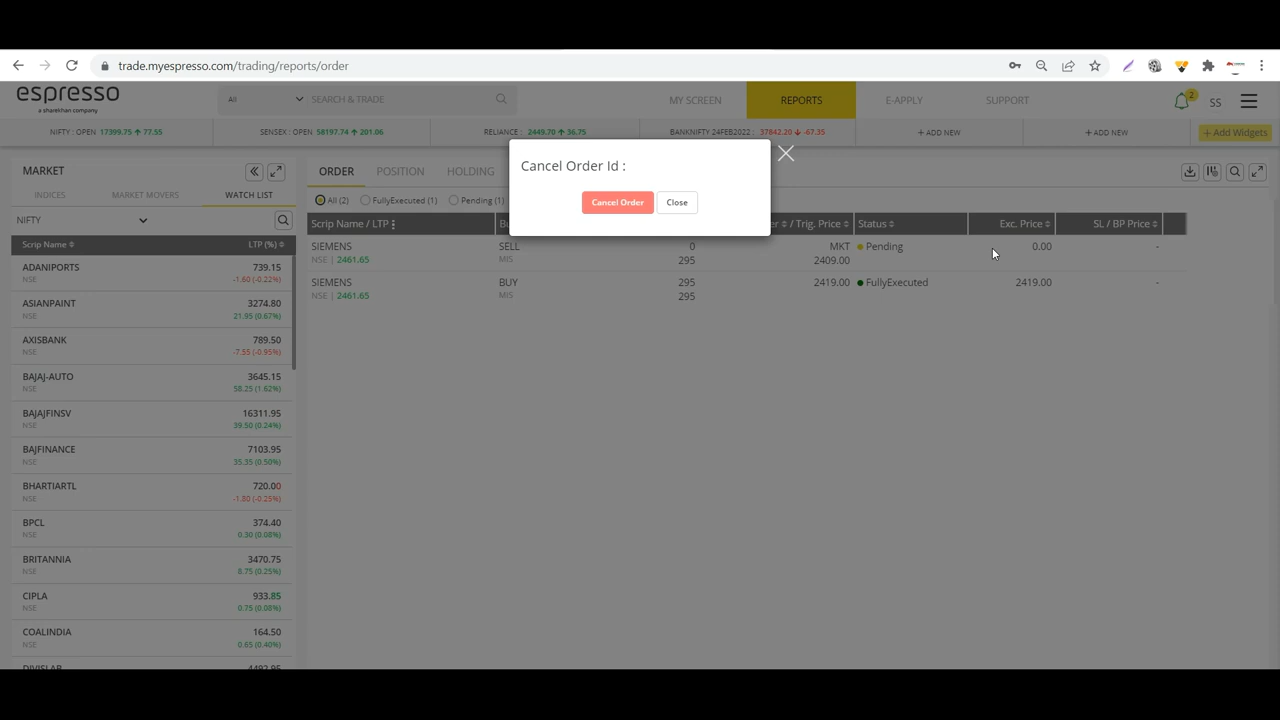 trade.myespresso.com/trading/reports/order
espresso
a sharekhan company
All
SEARCH & TRADE
MY SCREEN
REPORTS
E-APPLY
SUPPORT
2
SS
NIFTY : OPEN 17399.75 ↑ 77.55
SENSEX : OPEN 58197.74 ↑ 201.06
RELIANCE : 2449.70 ↑ 36.75
BANKNIFTY 24FEB2022 : 37842.20 ↓ -67.35
+ ADD NEW
+ ADD NEW
+ Add Widgets
Cancel Order Id :
Cancel Order
Close
MARKET
INDICES
MARKET MOVERS
WATCH LIST
NIFTY
Scrip Name
LTP (%)
ADANIPORTS 739.15
NSE -1.60 (-0.22%)
ASIANPAINT 3274.80
NSE 21.95 (0.67%)
AXISBANK 789.50
NSE -7.55 (-0.95%)
BAJAJ-AUTO 3645.15
NSE 58.25 (1.62%)
BAJAJFINSV 16311.95
NSE 39.50 (0.24%)
BAJFINANCE 7103.95
NSE 35.35 (0.50%)
BHARTIARTL 720.00
NSE -1.80 (-0.25%)
BPCL 374.40
NSE 0.30 (0.08%)
BRITANNIA 3470.75
NSE 8.75 (0.25%)
CIPLA 933.85
NSE 0.75 (0.08%)
COALINDIA 164.50
NSE 0.65 (0.40%)
ORDER
POSITION
HOLDING
All (2)
FullyExecuted (1)
Pending (1)
Scrip Name / LTP
/ Trig. Price
Status
Exc. Price
SL / BP Price
SIEMENS SELL 0 MKT Pending 0.00 -
NSE | 2461.65 MIS 295 2409.00
SIEMENS BUY 295 2419.00 FullyExecuted 2419.00 -
NSE | 2461.65 MIS 295